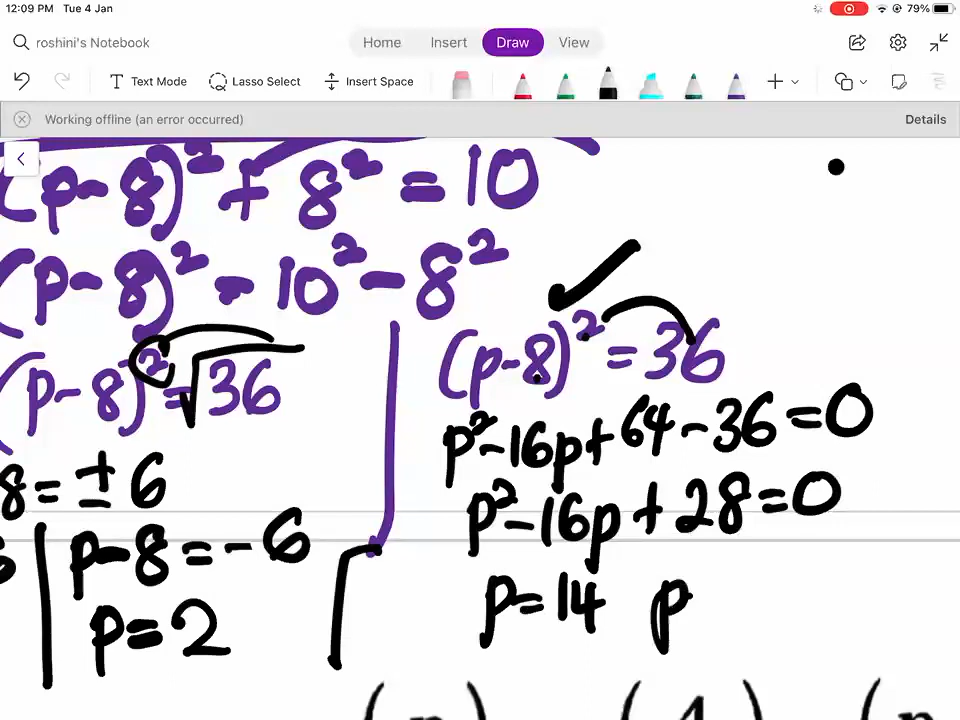 12:09 PM Tue 4 Jan 79%
roshini's Notebook Home Insert Draw View
Text Mode Lasso Select Insert Space
Working offline (an error occurred) Details
(p-8)² + 8² = 10
(p-8)² = 10² - 8²
(p-8)² = √36
8 = ± 6
p-8 = -6
p = 2
(p-8)² = 36
p² - 16p + 64 - 36 = 0
p² - 16p + 28 = 0
p = 14 p